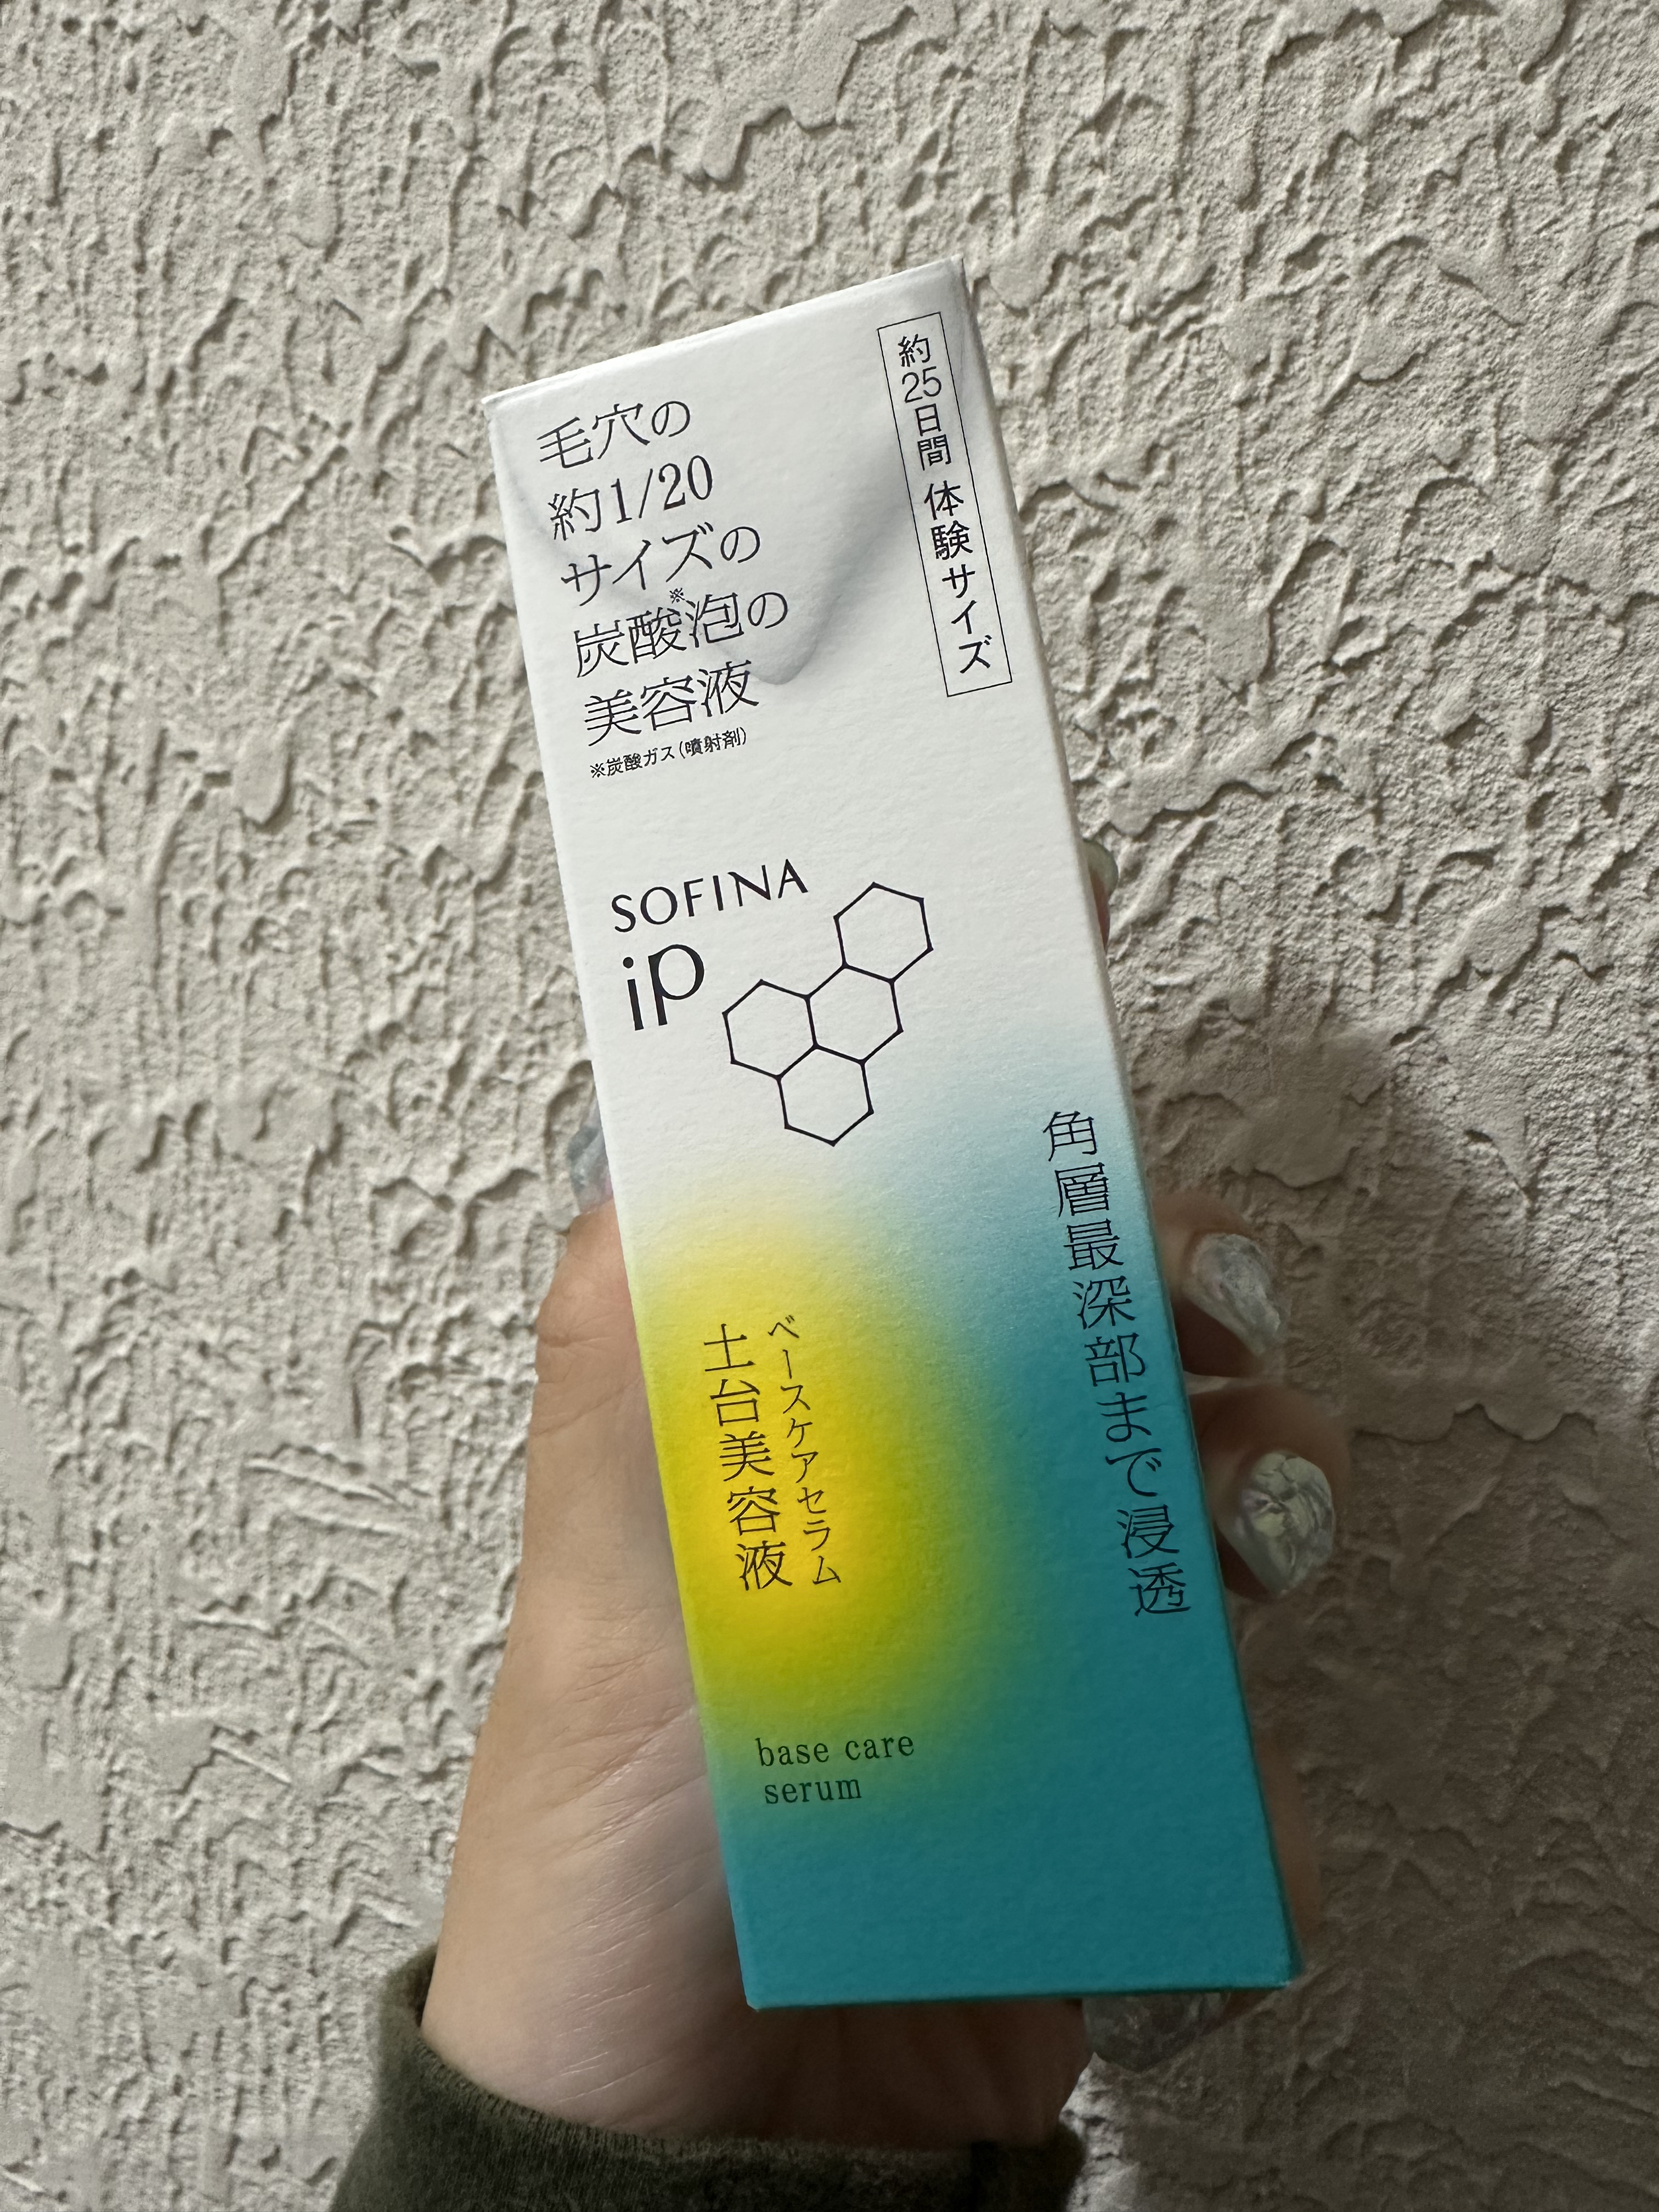 毛穴の
約1/20
サイズの
炭酸※泡の
美容液
※炭酸ガス(噴射剤)
約25日間 体験サイズ
SOFINA
iP
角層最深部まで浸透
ベースケアセラム
土台美容液
base care
serum